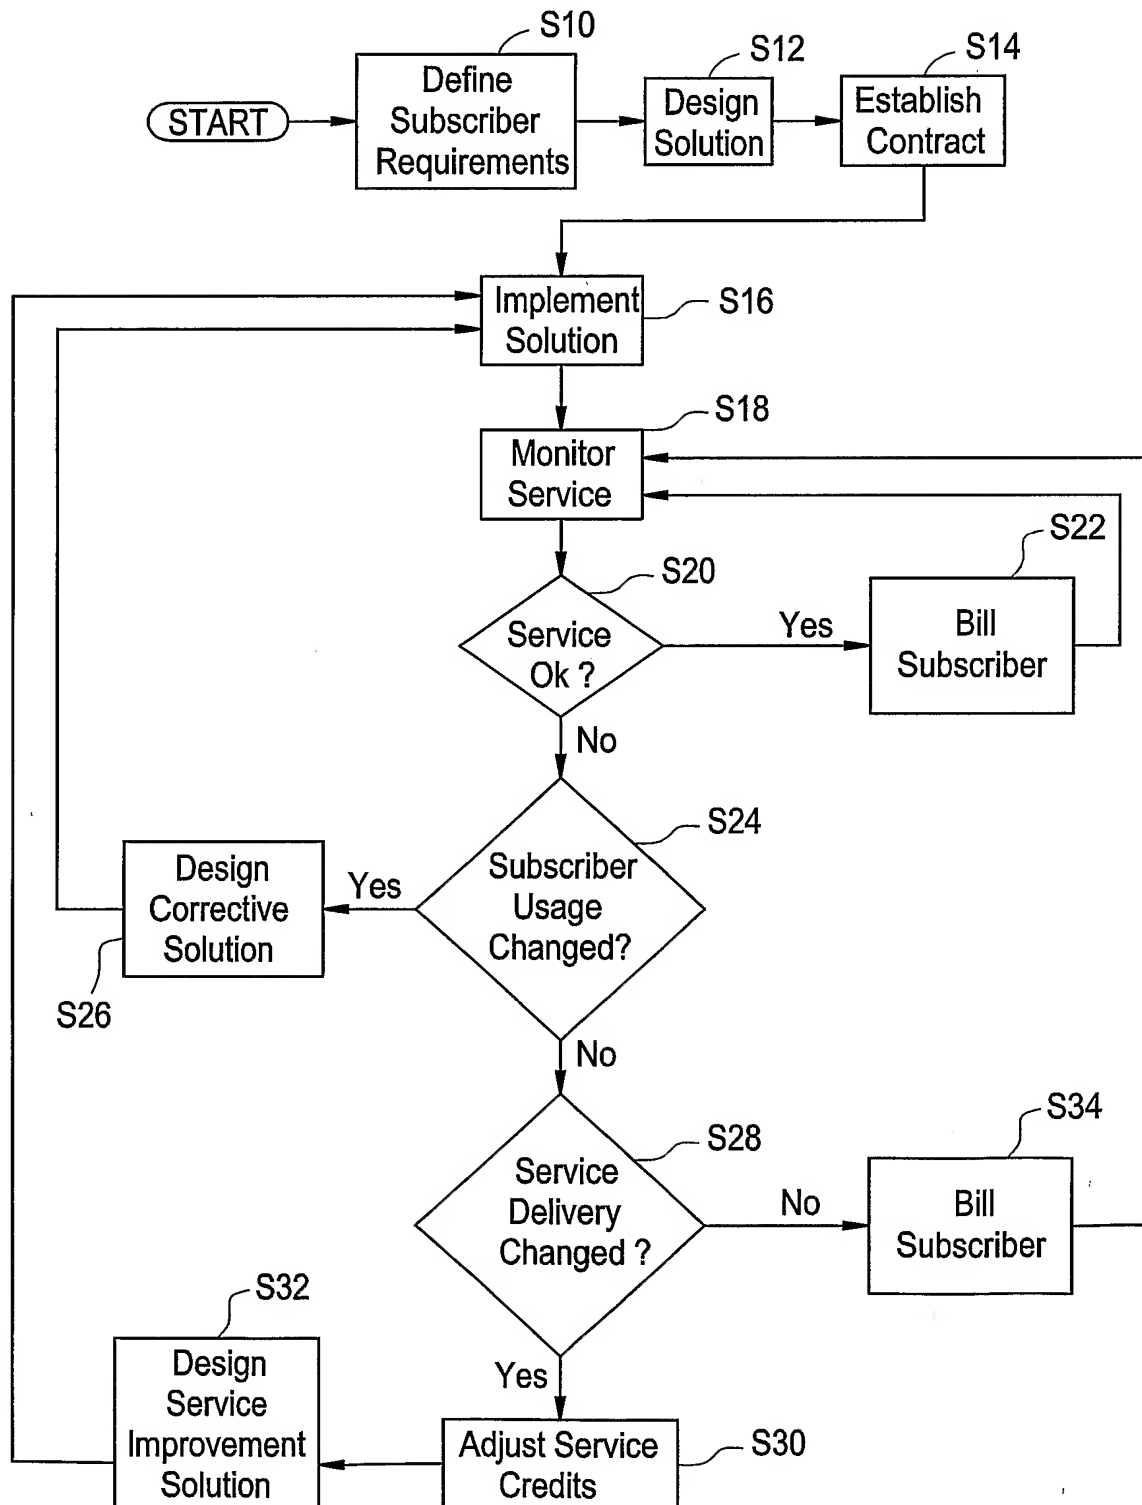 S10
S12
S14
START
Define
Subscriber
Requirements
Design
Solution
Establish
Contract
Implement
Solution
S16
S18
Monitor
Service
S20
S22
Service
Ok ?
Yes
Bill
Subscriber
No
S24
Subscriber
Usage
Changed?
Yes
Design
Corrective
Solution
S26
No
S28
S34
Service
Delivery
Changed ?
No
Bill
Subscriber
S32
Yes
Design
Service
Improvement
Solution
Adjust Service
Credits
S30